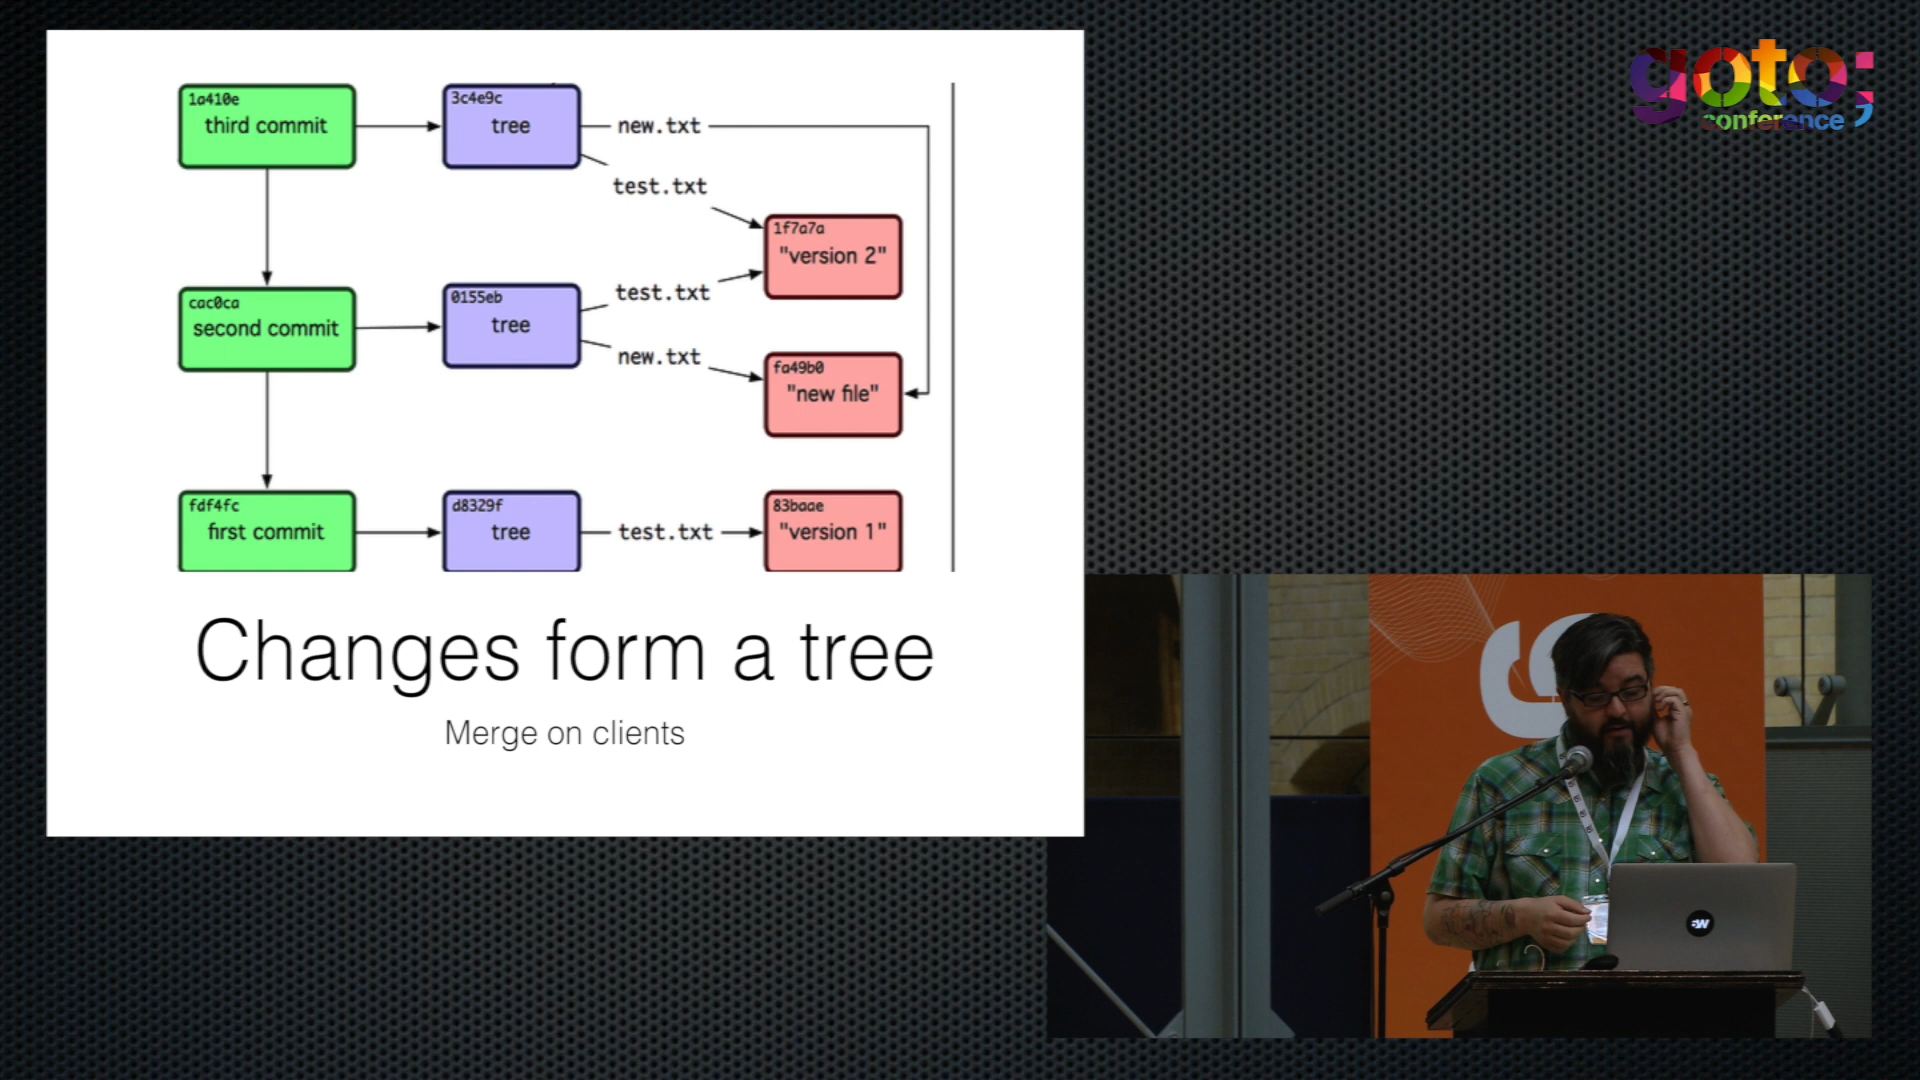 goto;
conference
1a410e
third commit
3c4e9c
tree
new.txt
test.txt
1f7a7a
"version 2"
cac0ca
second commit
0155eb
tree
test.txt
new.txt
fa49b0
"new file"
fdf4fc
first commit
d8329f
tree
test.txt
83baae
"version 1"
Changes form a tree
Merge on clients